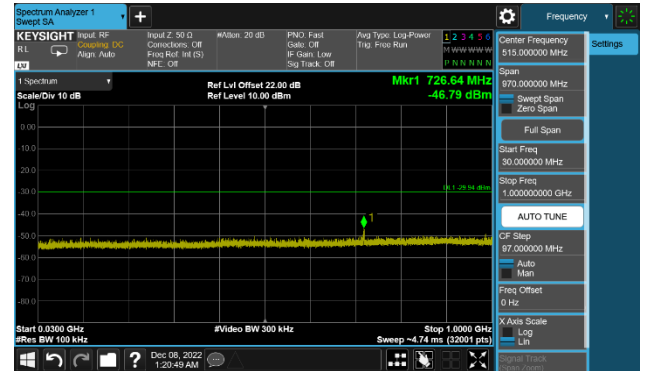 Spectrum Analyzer 1
Swept SA
+
Frequency
KEYSIGHT Input: RF
RL
Coupling: DC
Align: Auto
Input Z: 50 Ω
Corrections: Off
Freq Ref: Int (S)
NFE: Off
#Atten: 20 dB
PNO: Fast
Gate: Off
IF Gain: Low
Sig Track: Off
Avg Type: Log-Power
Trig: Free Run
1 2 3 4 5 6
M W W W W W
P N N N N N
1 Spectrum
Scale/Div 10 dB
Log
Ref Lvl Offset 22.00 dB
Ref Level 10.00 dBm
Mkr1 726.64 MHz
-46.79 dBm
0.00
-10.0
-20.0
-30.0
DL1 -29.94 dBm
-40.0
1
-50.0
-60.0
-70.0
-80.0
Start 0.0300 GHz
#Res BW 100 kHz
#Video BW 300 kHz
Stop 1.0000 GHz
Sweep ~4.74 ms (32001 pts)
?
Dec 08, 2022
1:20:49 AM
Center Frequency
515.000000 MHz
Settings
Span
970.000000 MHz
Swept Span
Zero Span
Full Span
Start Freq
30.000000 MHz
Stop Freq
1.000000000 GHz
AUTO TUNE
CF Step
97.000000 MHz
Auto
Man
Freq Offset
0 Hz
X Axis Scale
Log
Lin
Signal Track
(Span Zoom)